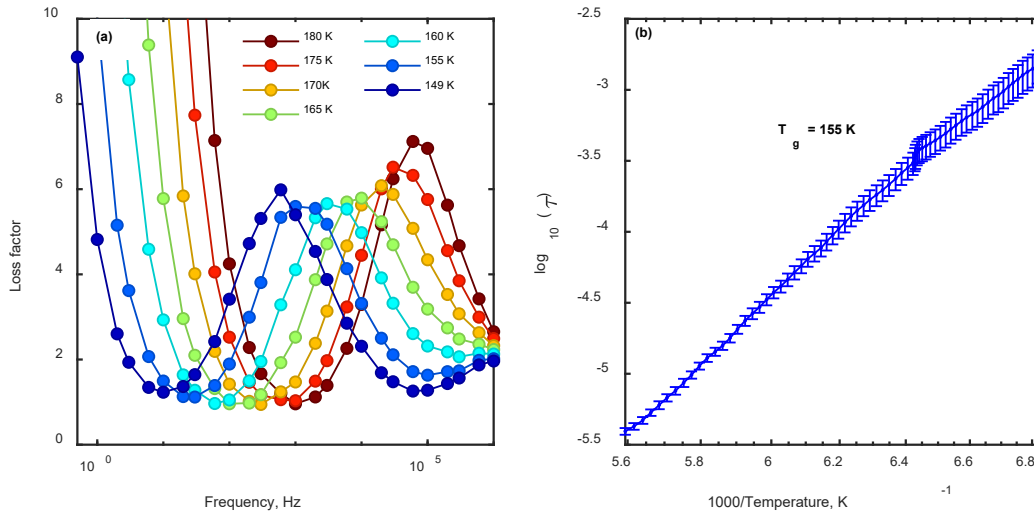 (a)
180 K
175 K
170K
165 K
160 K
155 K
149 K
10
8
6
4
2
0
Loss factor
10 0
10 5
Frequency, Hz
(b)
T g = 155 K
-2.5
-3
-3.5
-4
-4.5
-5
-5.5
log 10 (τ)
5.6
5.8
6
6.2
6.4
6.6
6.8
1000/Temperature, K -1